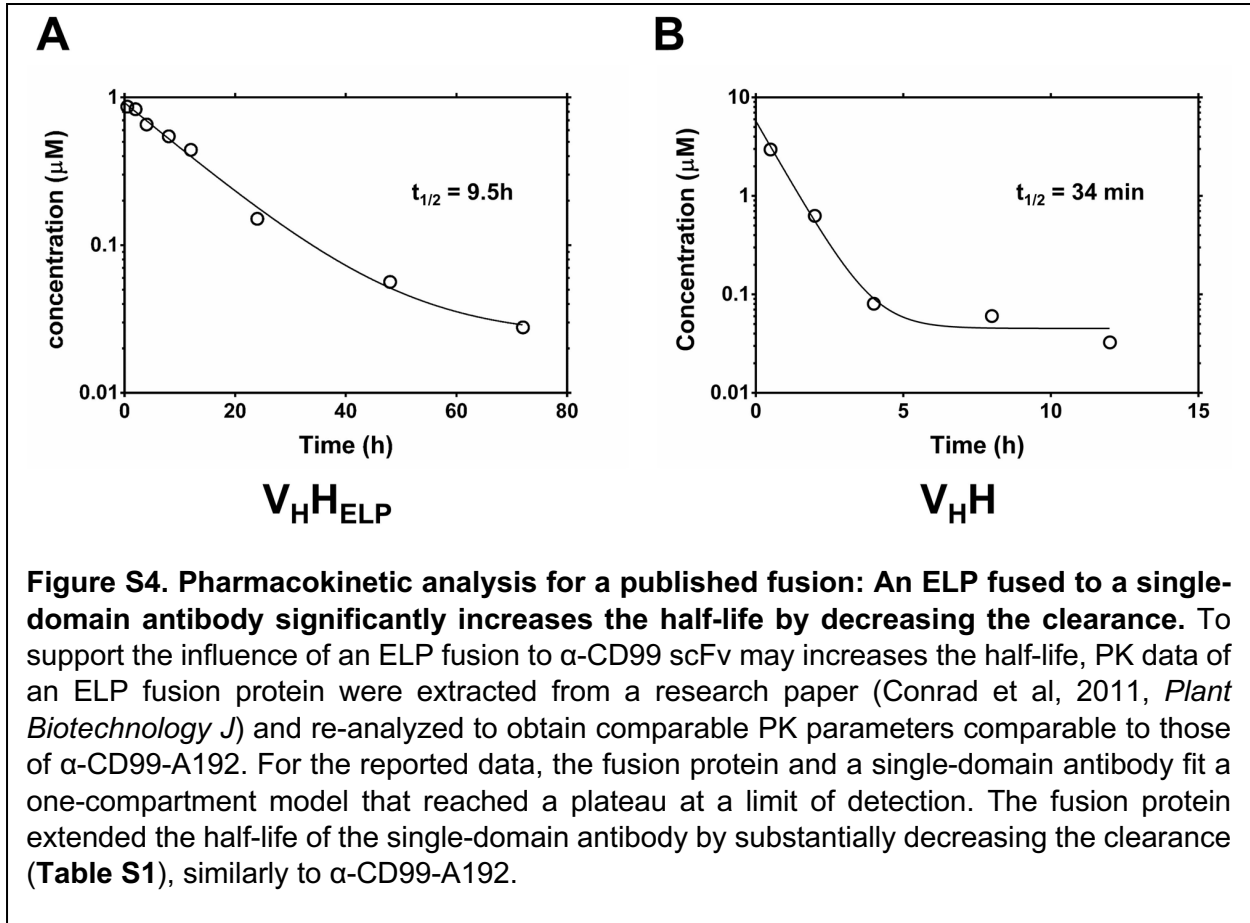 A
B
1
0.1
0.01
0
20
40
60
80
concentration (μM)
Time (h)
t1/2 = 9.5h
VHHELP
10
1
0.1
0.01
0
5
10
15
Concentration (μM)
Time (h)
t1/2 = 34 min
VHH
Figure S4. Pharmacokinetic analysis for a published fusion: An ELP fused to a single-
domain antibody significantly increases the half-life by decreasing the clearance. To
support the influence of an ELP fusion to α-CD99 scFv may increases the half-life, PK data of
an ELP fusion protein were extracted from a research paper (Conrad et al, 2011, Plant
Biotechnology J) and re-analyzed to obtain comparable PK parameters comparable to those
of α-CD99-A192. For the reported data, the fusion protein and a single-domain antibody fit a
one-compartment model that reached a plateau at a limit of detection. The fusion protein
extended the half-life of the single-domain antibody by substantially decreasing the clearance
(Table S1), similarly to α-CD99-A192.